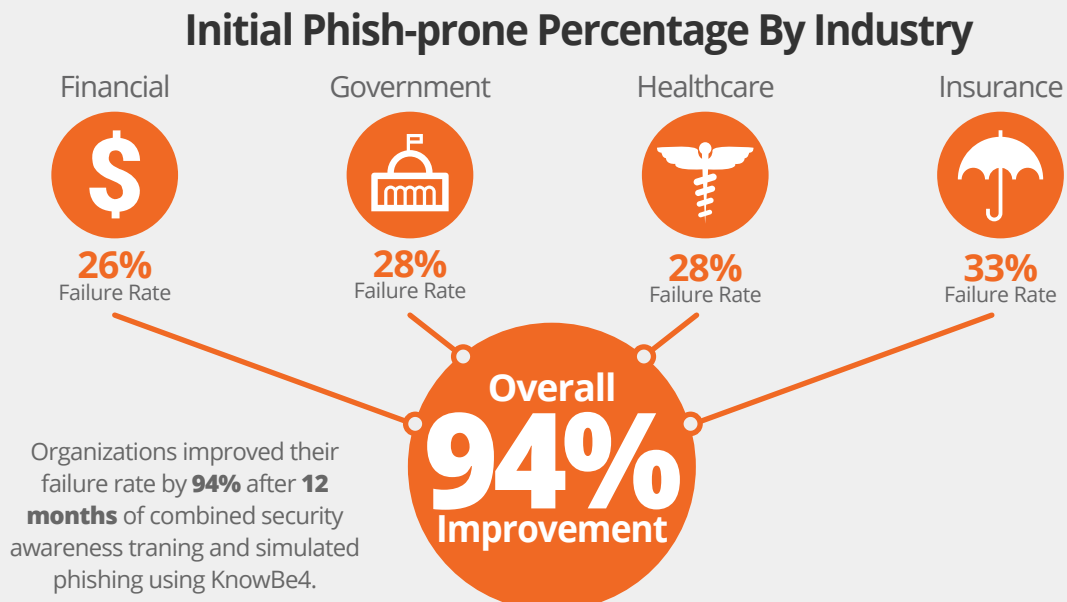 Initial Phish-prone Percentage By Industry
Financial
Government
Healthcare
Insurance
$
26%
Failure Rate
28%
Failure Rate
28%
Failure Rate
33%
Failure Rate
Overall
94%
Improvement
Organizations improved their
failure rate by 94% after 12
months of combined security
awareness traning and simulated
phishing using KnowBe4.